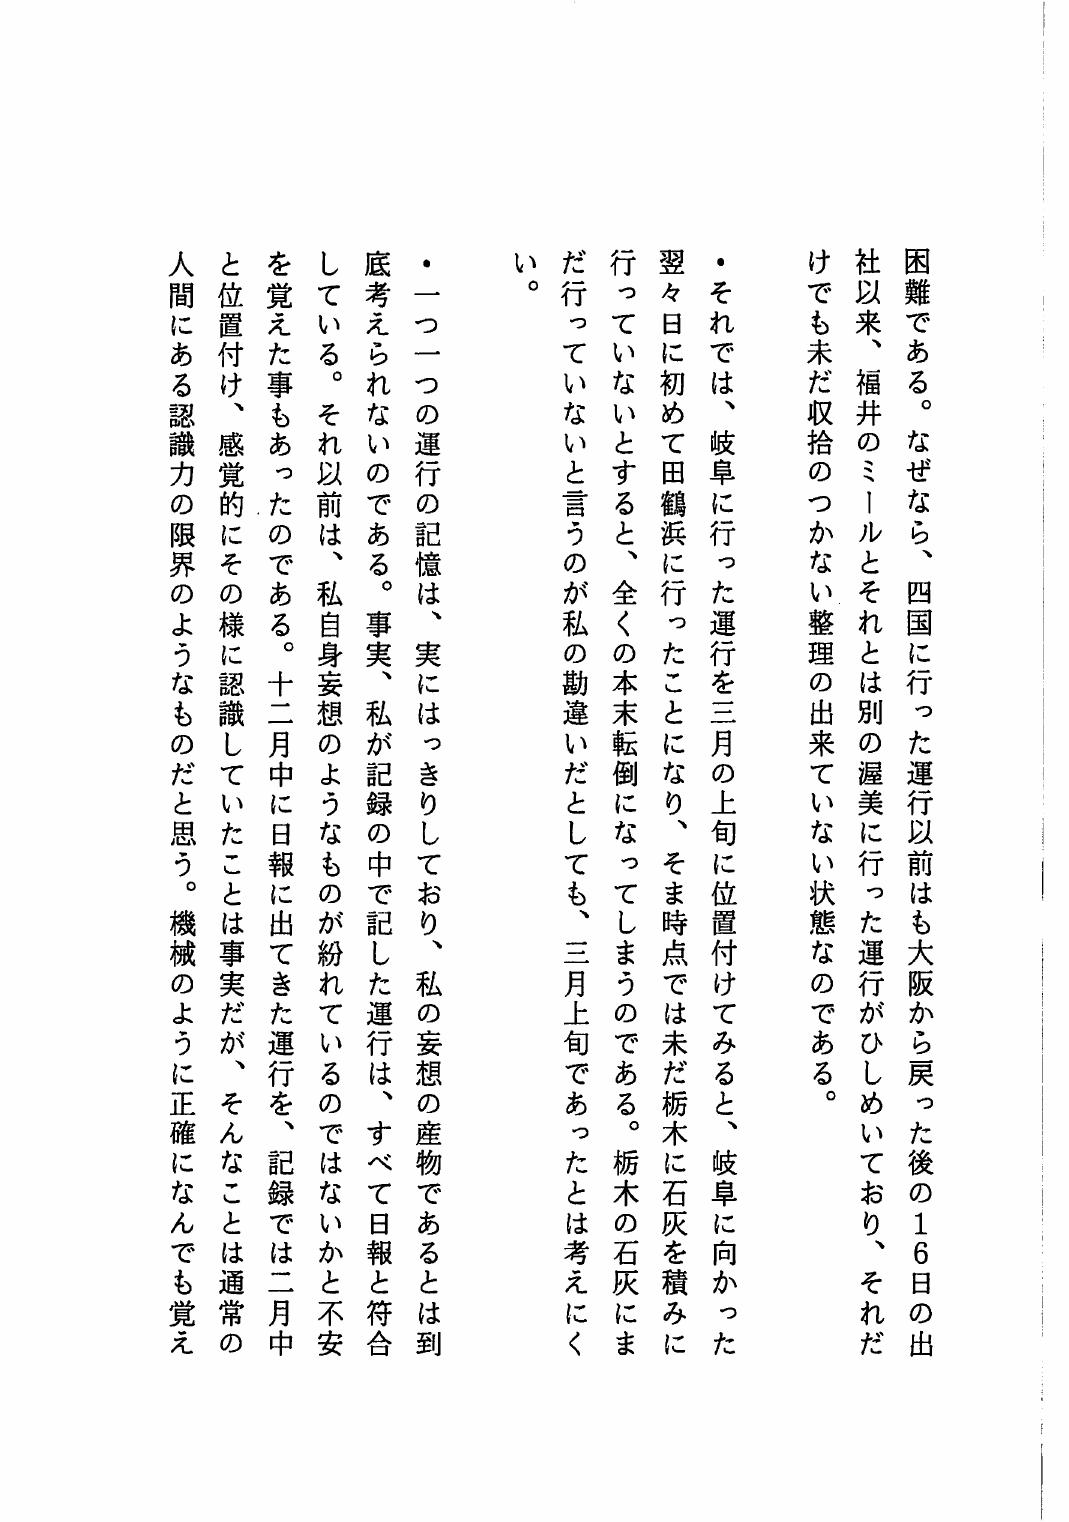 困難である。なぜなら、四国に行った運行以前はも大阪から戻った後の１６日の出
社以来、福井のミールとそれとは別の渥美に行った運行がひしめいており、それだ
けでも未だ収拾のつかない整理の出来ていない状態なのである。
・それでは、岐阜に行った運行を三月の上旬に位置付けてみると、岐阜に向かった
翌々日に初めて田鶴浜に行ったことになり、そま時点では未だ栃木に石灰を積みに
行っていないとすると、全くの本末転倒になってしまうのである。栃木の石灰にま
だ行っていないと言うのが私の勘違いだとしても、三月上旬であったとは考えにく
い。
・一つ一つの運行の記憶は、実にはっきりしており、私の妄想の産物であるとは到
底考えられないのである。事実、私が記録の中で記した運行は、すべて日報と符合
している。それ以前は、私自身妄想のようなものが紛れているのではないかと不安
を覚えた事もあったのである。十二月中に日報に出てきた運行を、記録では二月中
と位置付け、感覚的にその様に認識していたことは事実だが、そんなことは通常の
人間にある認識力の限界のようなものだと思う。機械のように正確になんでも覚え